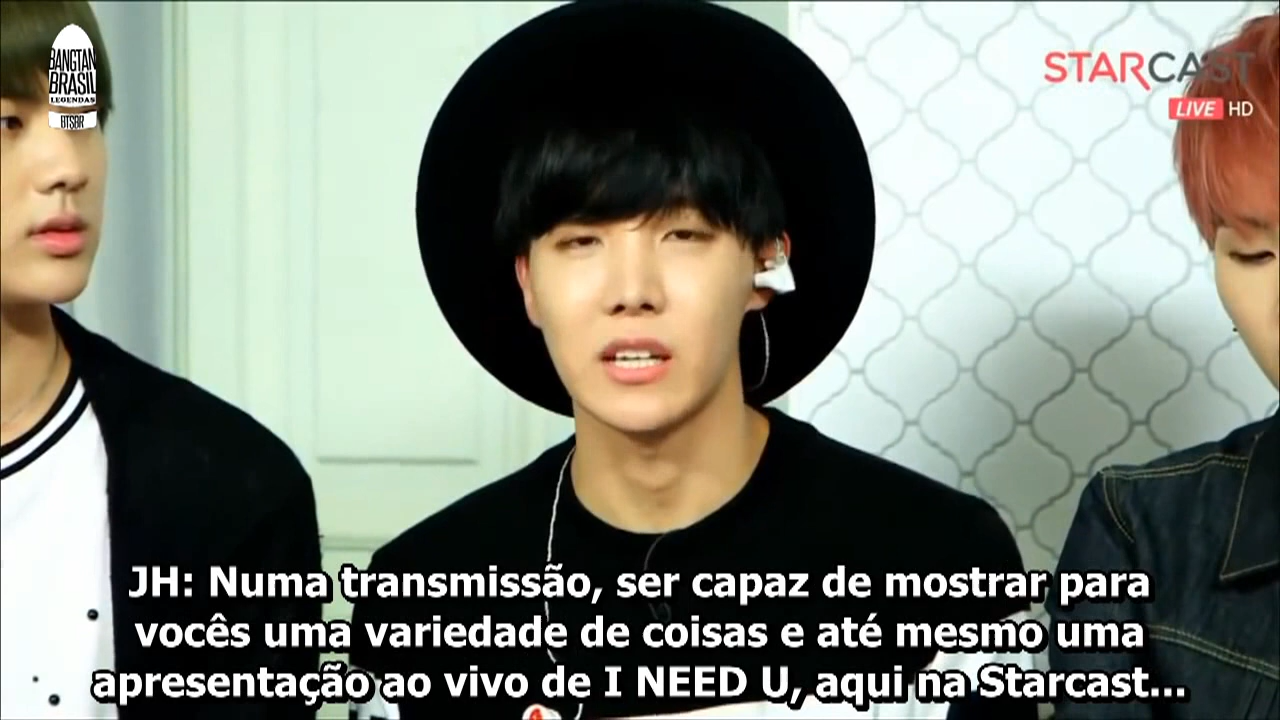 BANGTAN
BRASIL
LEGENDAS
BTSBR
STARCAST
LIVE HD
JH: Numa transmissão, ser capaz de mostrar para
vocês uma variedade de coisas e até mesmo uma
apresentação ao vivo de I NEED U, aqui na Starcast...